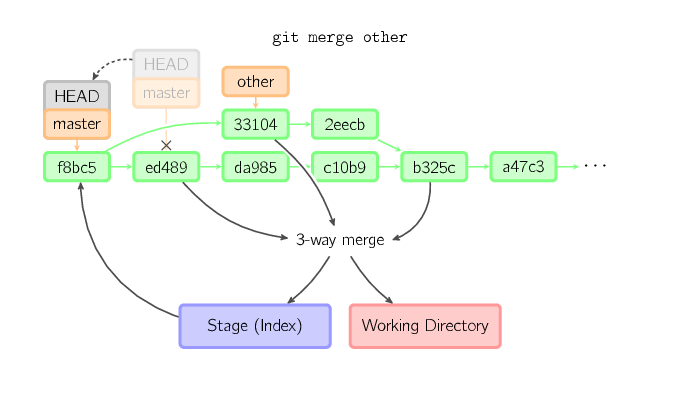 git merge other
HEAD
master
other
HEAD
master
33104
2eecb
f8bc5
ed489
da985
c10b9
b325c
a47c3
...
3-way merge
Stage (Index)
Working Directory